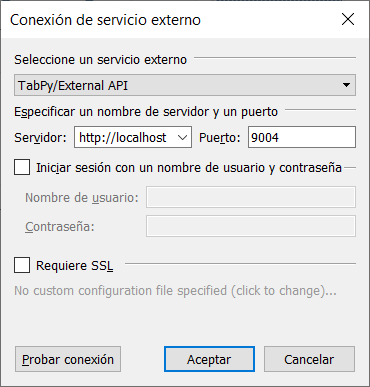 Conexión de servicio externo
Seleccione un servicio externo
TabPy/External API
Especificar un nombre de servidor y un puerto
Servidor: http://localhost Puerto: 9004
Iniciar sesión con un nombre de usuario y contraseña
Nombre de usuario:
Contraseña:
Requiere SSL
No custom configuration file specified (click to change)...
Probar conexión Aceptar Cancelar